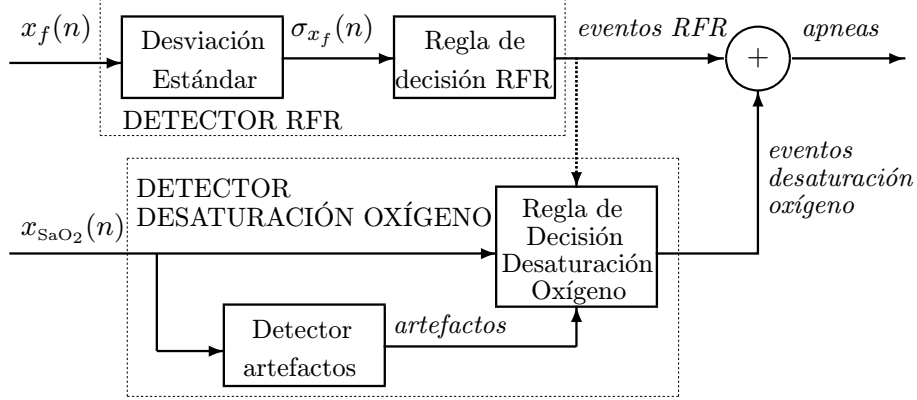 x_f(n)
Desviación
Estándar
σ_{x_f}(n)
Regla de
decisión RFR
eventos RFR
+
apneas
DETECTOR RFR
eventos
desaturación
oxígeno
DETECTOR
DESATURACIÓN OXÍGENO
x_{SaO_2}(n)
Regla de
Decisión
Desaturación
Oxígeno
Detector
artefactos
artefactos